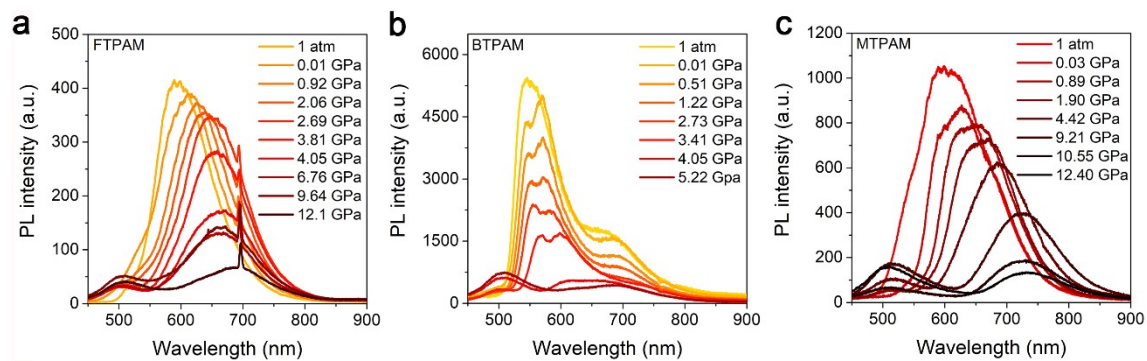 a
FTPAM
1 atm
0.01 GPa
0.92 GPa
2.06 GPa
2.69 GPa
3.81 GPa
4.05 GPa
6.76 GPa
9.64 GPa
12.1 GPa
PL intensity (a.u.)
500
400
300
200
100
0
500 600 700 800 900
Wavelength (nm)
b
BTPAM
1 atm
0.01 GPa
0.51 GPa
1.22 GPa
2.73 GPa
3.41 GPa
4.05 GPa
5.22 Gpa
PL intensity (a.u.)
6000
4500
3000
1500
0
500 600 700 800 900
Wavelength (nm)
c
MTPAM
1 atm
0.03 GPa
0.89 GPa
1.90 GPa
4.42 GPa
9.21 GPa
10.55 GPa
12.40 GPa
PL intensity (a.u.)
1200
1000
800
600
400
200
0
500 600 700 800 900
Wavelength (nm)